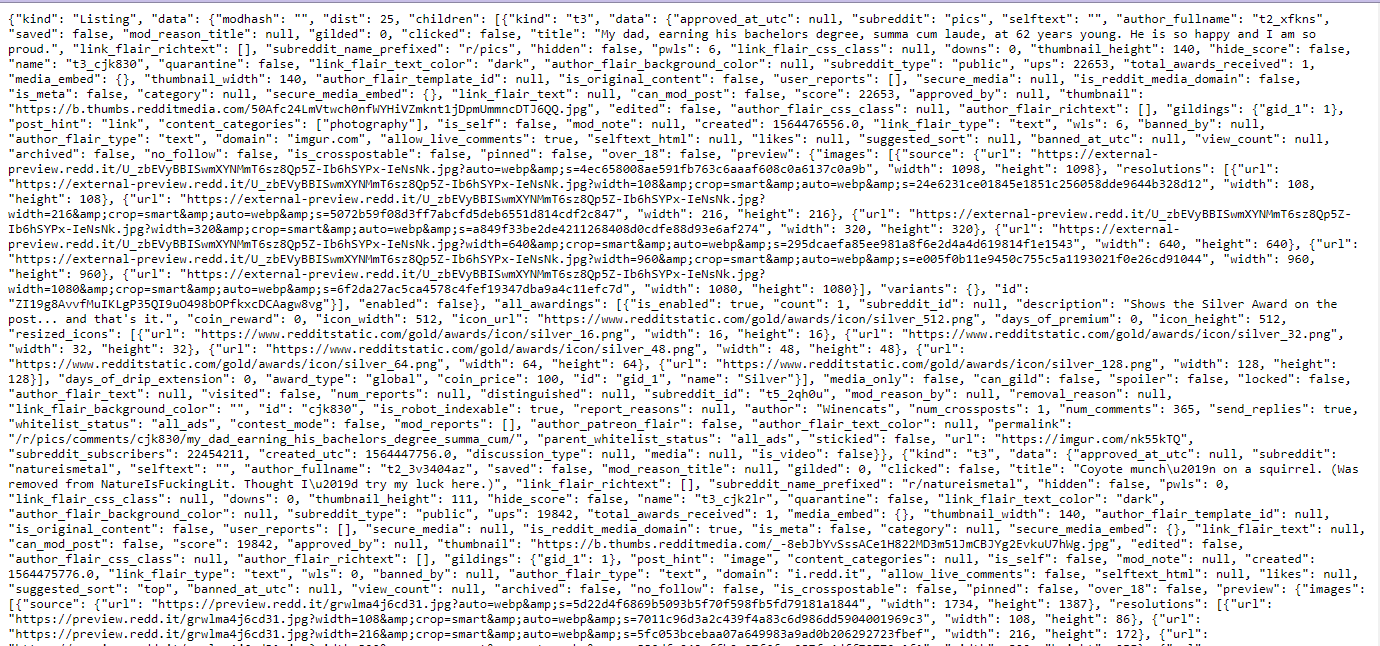 {"kind": "Listing", "data": {"modhash": "", "dist": 25, "children": [{"kind": "t3", "data": {"approved_at_utc": null, "subreddit": "pics", "selftext": "", "author_fullname": "t2_xfkns",
"saved": false, "mod_reason_title": null, "gilded": 0, "clicked": false, "title": "My dad, earning his bachelors degree, summa cum laude, at 62 years young. He is so happy and I am so
proud.", "link_flair_richtext": [], "subreddit_name_prefixed": "r/pics", "hidden": false, "pwls": 6, "link_flair_css_class": null, "downs": 0, "thumbnail_height": 140, "hide_score": false,
"name": "t3_cjk830", "quarantine": false, "link_flair_text_color": "dark", "author_flair_background_color": null, "subreddit_type": "public", "ups": 22653, "total_awards_received": 1,
"media_embed": {}, "thumbnail_width": 140, "author_flair_template_id": null, "is_original_content": false, "user_reports": [], "secure_media": null, "is_reddit_media_domain": false,
"is_meta": false, "category": null, "secure_media_embed": {}, "link_flair_text": null, "can_mod_post": false, "score": 22653, "approved_by": null, "thumbnail":
"https://b.thumbs.redditmedia.com/50Afc24LmVtwch0nfWYHiVZmknt1jDpmUmmncDTJ6QQ.jpg", "edited": false, "author_flair_css_class": null, "author_flair_richtext": [], "gildings": {"gid_1": 1},
"post_hint": "link", "content_categories": ["photography"], "is_self": false, "mod_note": null, "created": 1564476556.0, "link_flair_type": "text", "wls": 6, "banned_by": null,
"author_flair_type": "text", "domain": "imgur.com", "allow_live_comments": true, "selftext_html": null, "likes": null, "suggested_sort": null, "banned_at_utc": null, "view_count": null,
"archived": false, "no_follow": false, "is_crosspostable": false, "pinned": false, "over_18": false, "preview": {"images": [{"source": {"url": "https://external-
preview.redd.it/U_zbEVyBBISwmXYNMmT6sz8Qp5Z-Ib6hSYPx-IeNsNk.jpg?auto=webp&amp;s=4ec658008ae591fb763c6aaaf608c0a6137c0a9b", "width": 1098, "height": 1098}, "resolutions": [{"url":
"https://external-preview.redd.it/U_zbEVyBBISwmXYNMmT6sz8Qp5Z-Ib6hSYPx-IeNsNk.jpg?width=108&amp;crop=smart&amp;auto=webp&amp;s=24e6231ce01845e1851c256058dde9644b328d12", "width": 108,
"height": 108}, {"url": "https://external-preview.redd.it/U_zbEVyBBISwmXYNMmT6sz8Qp5Z-Ib6hSYPx-IeNsNk.jpg?
width=216&amp;crop=smart&amp;auto=webp&amp;s=5072b59f08d3ff7abcfd5deb6551d814cdf2c847", "width": 216, "height": 216}, {"url": "https://external-preview.redd.it/U_zbEVyBBISwmXYNMmT6sz8Qp5Z-
Ib6hSYPx-IeNsNk.jpg?width=320&amp;crop=smart&amp;auto=webp&amp;s=a849f33be2de4211268408d0cdfe88d93e6af274", "width": 320, "height": 320}, {"url": "https://external-
preview.redd.it/U_zbEVyBBISwmXYNMmT6sz8Qp5Z-Ib6hSYPx-IeNsNk.jpg?width=640&amp;crop=smart&amp;auto=webp&amp;s=295dcaefa85ee981a8f6e2d4a4d619814f1e1543", "width": 640, "height": 640}, {"url":
"https://external-preview.redd.it/U_zbEVyBBISwmXYNMmT6sz8Qp5Z-Ib6hSYPx-IeNsNk.jpg?width=960&amp;crop=smart&amp;auto=webp&amp;s=e005f0b11e9450c755c5a1193021f0e26cd91044", "width": 960,
"height": 960}, {"url": "https://external-preview.redd.it/U_zbEVyBBISwmXYNMmT6sz8Qp5Z-Ib6hSYPx-IeNsNk.jpg?
width=1080&amp;crop=smart&amp;auto=webp&amp;s=6f2da27ac5ca4578c4fef19347dba9a4c11efc7d", "width": 1080, "height": 1080}], "variants": {}, "id":
"ZI19g8AvvfMuIKLgP35QI9uO498bOPfkxcDCAagw8vg"}], "enabled": false}, "all_awardings": [{"is_enabled": true, "count": 1, "subreddit_id": null, "description": "Shows the Silver Award on the
post... and that's it.", "coin_reward": 0, "icon_width": 512, "icon_url": "https://www.redditstatic.com/gold/awards/icon/silver_512.png", "days_of_premium": 0, "icon_height": 512,
"resized_icons": [{"url": "https://www.redditstatic.com/gold/awards/icon/silver_16.png", "width": 16, "height": 16}, {"url": "https://www.redditstatic.com/gold/awards/icon/silver_32.png",
"width": 32, "height": 32}, {"url": "https://www.redditstatic.com/gold/awards/icon/silver_48.png", "width": 48, "height": 48}, {"url":
"https://www.redditstatic.com/gold/awards/icon/silver_64.png", "width": 64, "height": 64}, {"url": "https://www.redditstatic.com/gold/awards/icon/silver_128.png", "width": 128, "height":
128}], "days_of_drip_extension": 0, "award_type": "global", "coin_price": 100, "id": "gid_1", "name": "Silver"}], "media_only": false, "can_gild": false, "spoiler": false, "locked": false,
"author_flair_text": null, "visited": false, "num_reports": null, "distinguished": null, "subreddit_id": "t5_2qh0u", "mod_reason_by": null, "removal_reason": null,
"link_flair_background_color": "", "id": "cjk830", "is_robot_indexable": true, "report_reasons": null, "author": "Winencats", "num_crossposts": 1, "num_comments": 365, "send_replies": true,
"whitelist_status": "all_ads", "contest_mode": false, "mod_reports": [], "author_patreon_flair": false, "author_flair_text_color": null, "permalink":
"/r/pics/comments/cjk830/my_dad_earning_his_bachelors_degree_summa_cum/", "parent_whitelist_status": "all_ads", "stickied": false, "url": "https://imgur.com/nk55kTQ",
"subreddit_subscribers": 22454211, "created_utc": 1564447756.0, "discussion_type": null, "media": null, "is_video": false}}, {"kind": "t3", "data": {"approved_at_utc": null, "subreddit":
"natureismetal", "selftext": "", "author_fullname": "t2_3v3404az", "saved": false, "mod_reason_title": null, "gilded": 0, "clicked": false, "title": "Coyote munch\u2019n on a squirrel. (Was
removed from NatureIsFuckingLit. Thought I\u2019d try my luck here.)", "link_flair_richtext": [], "subreddit_name_prefixed": "r/natureismetal", "hidden": false, "pwls": 0,
"link_flair_css_class": null, "downs": 0, "thumbnail_height": 111, "hide_score": false, "name": "t3_cjk2lr", "quarantine": false, "link_flair_text_color": "dark",
"author_flair_background_color": null, "subreddit_type": "public", "ups": 19842, "total_awards_received": 1, "media_embed": {}, "thumbnail_width": 140, "author_flair_template_id": null,
"is_original_content": false, "user_reports": [], "secure_media": null, "is_reddit_media_domain": true, "is_meta": false, "category": null, "secure_media_embed": {}, "link_flair_text": null,
"can_mod_post": false, "score": 19842, "approved_by": null, "thumbnail": "https://b.thumbs.redditmedia.com/_-8ebJbYvSssACe1H822MD3m51JmCBJYg2EvkuU7hWg.jpg", "edited": false,
"author_flair_css_class": null, "author_flair_richtext": [], "gildings": {"gid_1": 1}, "post_hint": "image", "content_categories": null, "is_self": false, "mod_note": null, "created":
1564475776.0, "link_flair_type": "text", "wls": 0, "banned_by": null, "author_flair_type": "text", "domain": "i.redd.it", "allow_live_comments": false, "selftext_html": null, "likes": null,
"suggested_sort": "top", "banned_at_utc": null, "view_count": null, "archived": false, "no_follow": false, "is_crosspostable": false, "pinned": false, "over_18": false, "preview": {"images":
[{"source": {"url": "https://preview.redd.it/grwlma4j6cd31.jpg?auto=webp&amp;s=5d22d4f6869b5093b5f70f598fb5fd79181a1844", "width": 1734, "height": 1387}, "resolutions": [{"url":
"https://preview.redd.it/grwlma4j6cd31.jpg?width=108&amp;crop=smart&amp;auto=webp&amp;s=7011c96d3a2c439f4a83c6d986dd5904001969c3", "width": 108, "height": 86}, {"url":
"https://preview.redd.it/grwlma4j6cd31.jpg?width=216&amp;crop=smart&amp;auto=webp&amp;s=5fc053bcebaa07a649983a9ad0b206292723fbef", "width": 216, "height": 172}, {"url":